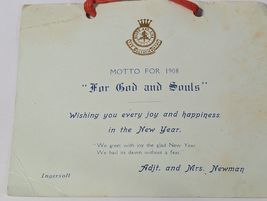 MOTTO FOR 1908
"For God and Souls"
Wishing you every joy and happiness
in the New Year.
"We greet with joy the glad New Year,
We hail its dawn without a fear."
Adjt. and Mrs. Newman
Ingersoll